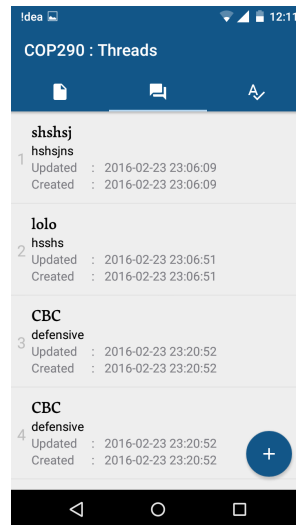 !dea 12:11
COP290 : Threads
A
shshsj
hshsjns
1
Updated : 2016-02-23 23:06:09
Created : 2016-02-23 23:06:09
lolo
hsshs
2
Updated : 2016-02-23 23:06:51
Created : 2016-02-23 23:06:51
CBC
defensive
3
Updated : 2016-02-23 23:20:52
Created : 2016-02-23 23:20:52
CBC
defensive
4
Updated : 2016-02-23 23:20:52
Created : 2016-02-23 23:20:52
+